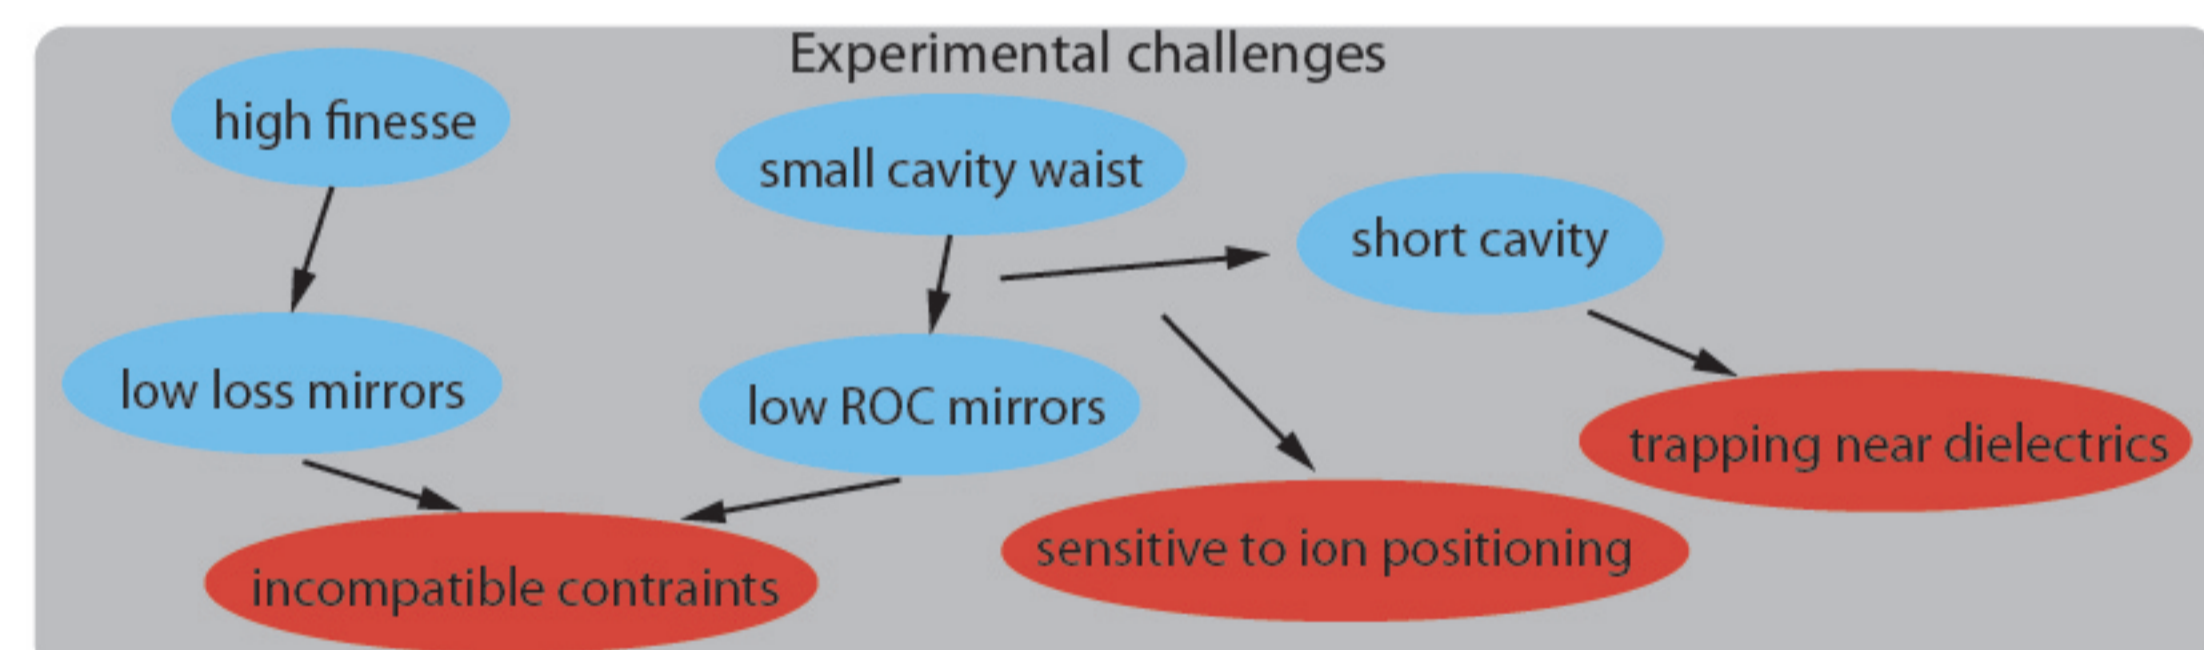 Experimental challenges
high finesse
small cavity waist
short cavity
low loss mirrors
low ROC mirrors
trapping near dielectrics
sensitive to ion positioning
incompatible contraints